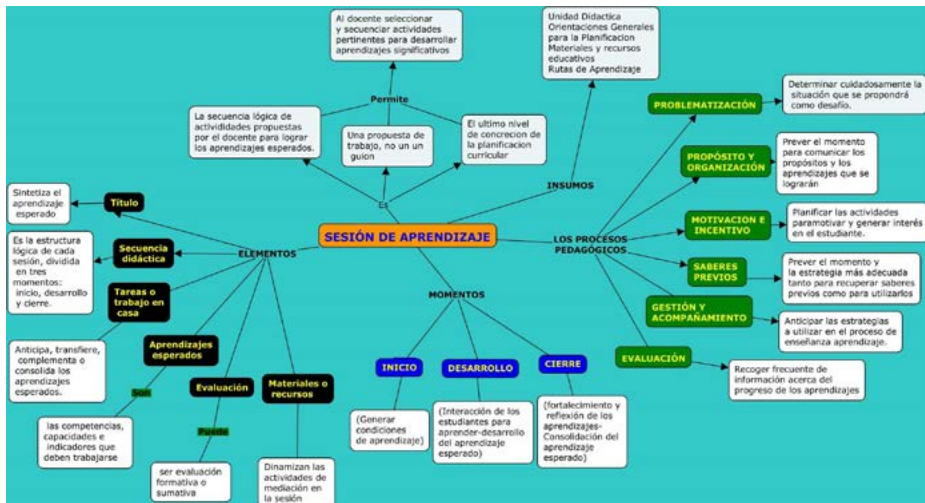 Al docente seleccionar
y secuenciar actividades
pertinentes para desarrollar
aprendizajes significativos
Unidad Didactica
Orientaciones Generales
para la Planificacion
Materiales y recursos
educativos
Rutas de Aprendizaje
Permite
La secuencia lógica de
activididades propuestas
por el docente para lograr
los aprendizajes esperados.
Una propuesta de
trabajo, no un un
guion
El ultimo nivel
de concrecion de
la planificacion
curricular
Es
INSUMOS
SESIÓN DE APRENDIZAJE
LOS PROCESOS
PEDAGÓGICOS
PROBLEMATIZACIÓN
Determinar cuidadosamente la
situación que se propondrá
como desafío.
PROPÓSITO Y
ORGANIZACIÓN
Prever el momento
para comunicar los
propósitos y los
aprendizajes que se
lograrán
MOTIVACION E
INCENTIVO
Planificar las actividades
paramotivar y generar interés
en el estudiante.
SABERES
PREVIOS
Prever el momento y
la estrategia más adecuada
tanto para recuperar saberes
previos como para utilizarlos
GESTIÓN Y
ACOMPAÑAMIENTO
Anticipar las estrategias
a utilizar en el proceso de
enseñanza aprendizaje.
EVALUACIÓN
Recoger frecuente de
información acerca del
progreso de los aprendizajes
ELEMENTOS
Título
Sintetiza el
aprendizaje
esperado
Secuencia
didáctica
Es la estructura
lógica de cada
sesión, dividida
en tres
momentos:
inicio, desarrollo
y cierre.
Tareas o
trabajo en
casa
Anticipa, transfiere,
complementa o
consolida los
aprendizajes
esperados.
Aprendizajes
esperados
Son
las competencias,
capacidades e
indicadores que
deben trabajarse
Evaluación
Puede
ser evaluación
formativa o
sumativa
Materiales o
recursos
Dinamizan las
actividades de
mediación en
la sesión
MOMENTOS
INICIO
(Generar
condiciones
de aprendizaje)
DESARROLLO
(Interacción de los
estudiantes para
aprender-desarrollo
del aprendizaje
esperado)
CIERRE
(fortalecimiento y
reflexión de los
aprendizajes-
Consolidación del
aprendizaje
esperado)